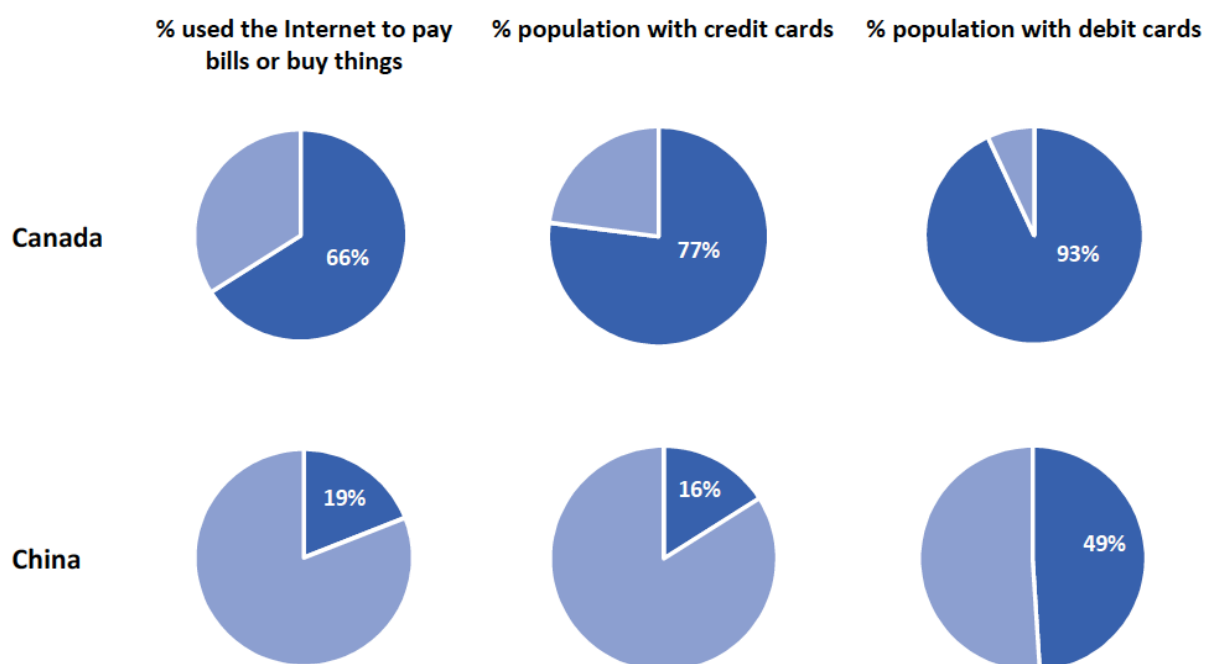 % used the Internet to pay
bills or buy things
% population with credit cards
% population with debit cards
Canada
66%
77%
93%
China
19%
16%
49%